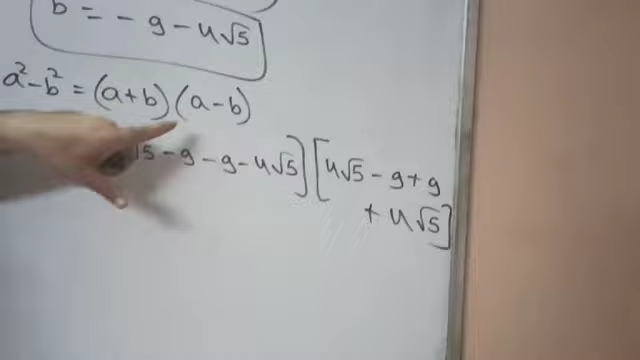 b = - 9 - 4√5
a² - b² = (a+b)(a-b)
√5 - 9 - 9 - 4√5] [4√5 - 9 + 9
+ 4√5]